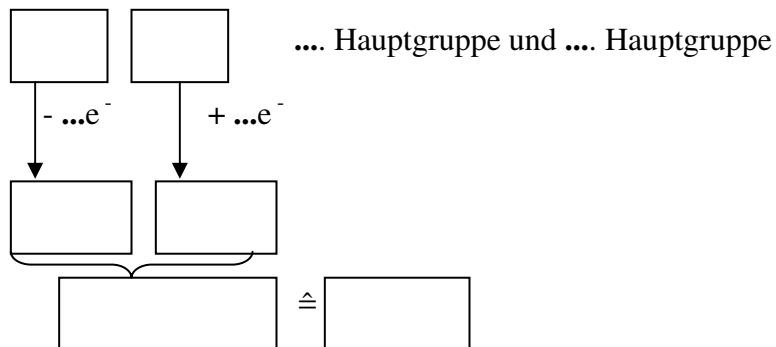 .... Hauptgruppe und .... Hauptgruppe
- ...e⁻ + ...e⁻
≙